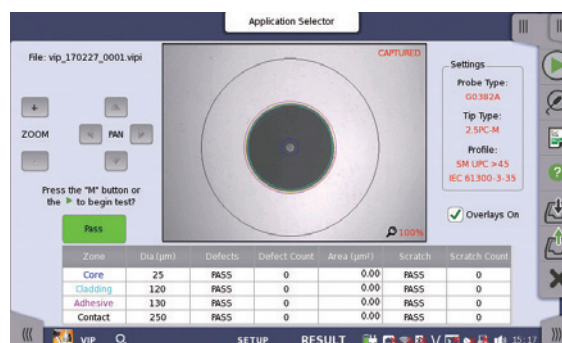 Application Selector
File: vip_170227_0001.vipi
CAPTURED
Settings
Probe Type:
G0382A
Tip Type:
2.5PC-M
Profile:
SM UPC >45
IEC 61300-3-35
ZOOM
PAN
Press the "M" button or
the ▶ to begin test?
Pass
100%
Overlays On
Zone Dia (µm) Defects Defect Count Area (µm²) Scratch Scratch Count
Core 25 PASS 0 0.00 PASS 0
Cladding 120 PASS 0 0.00 PASS 0
Adhesive 130 PASS 0 0.00 PASS 0
Contact 250 PASS 0 0.00 PASS 0
VIP SETUP RESULT 15:17